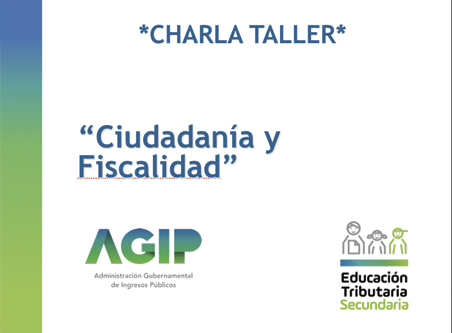 *CHARLA TALLER*
“Ciudadanía y
Fiscalidad”
AGIP
Administración Gubernamental
de Ingresos Públicos
Educación
Tributaria
Secundaria